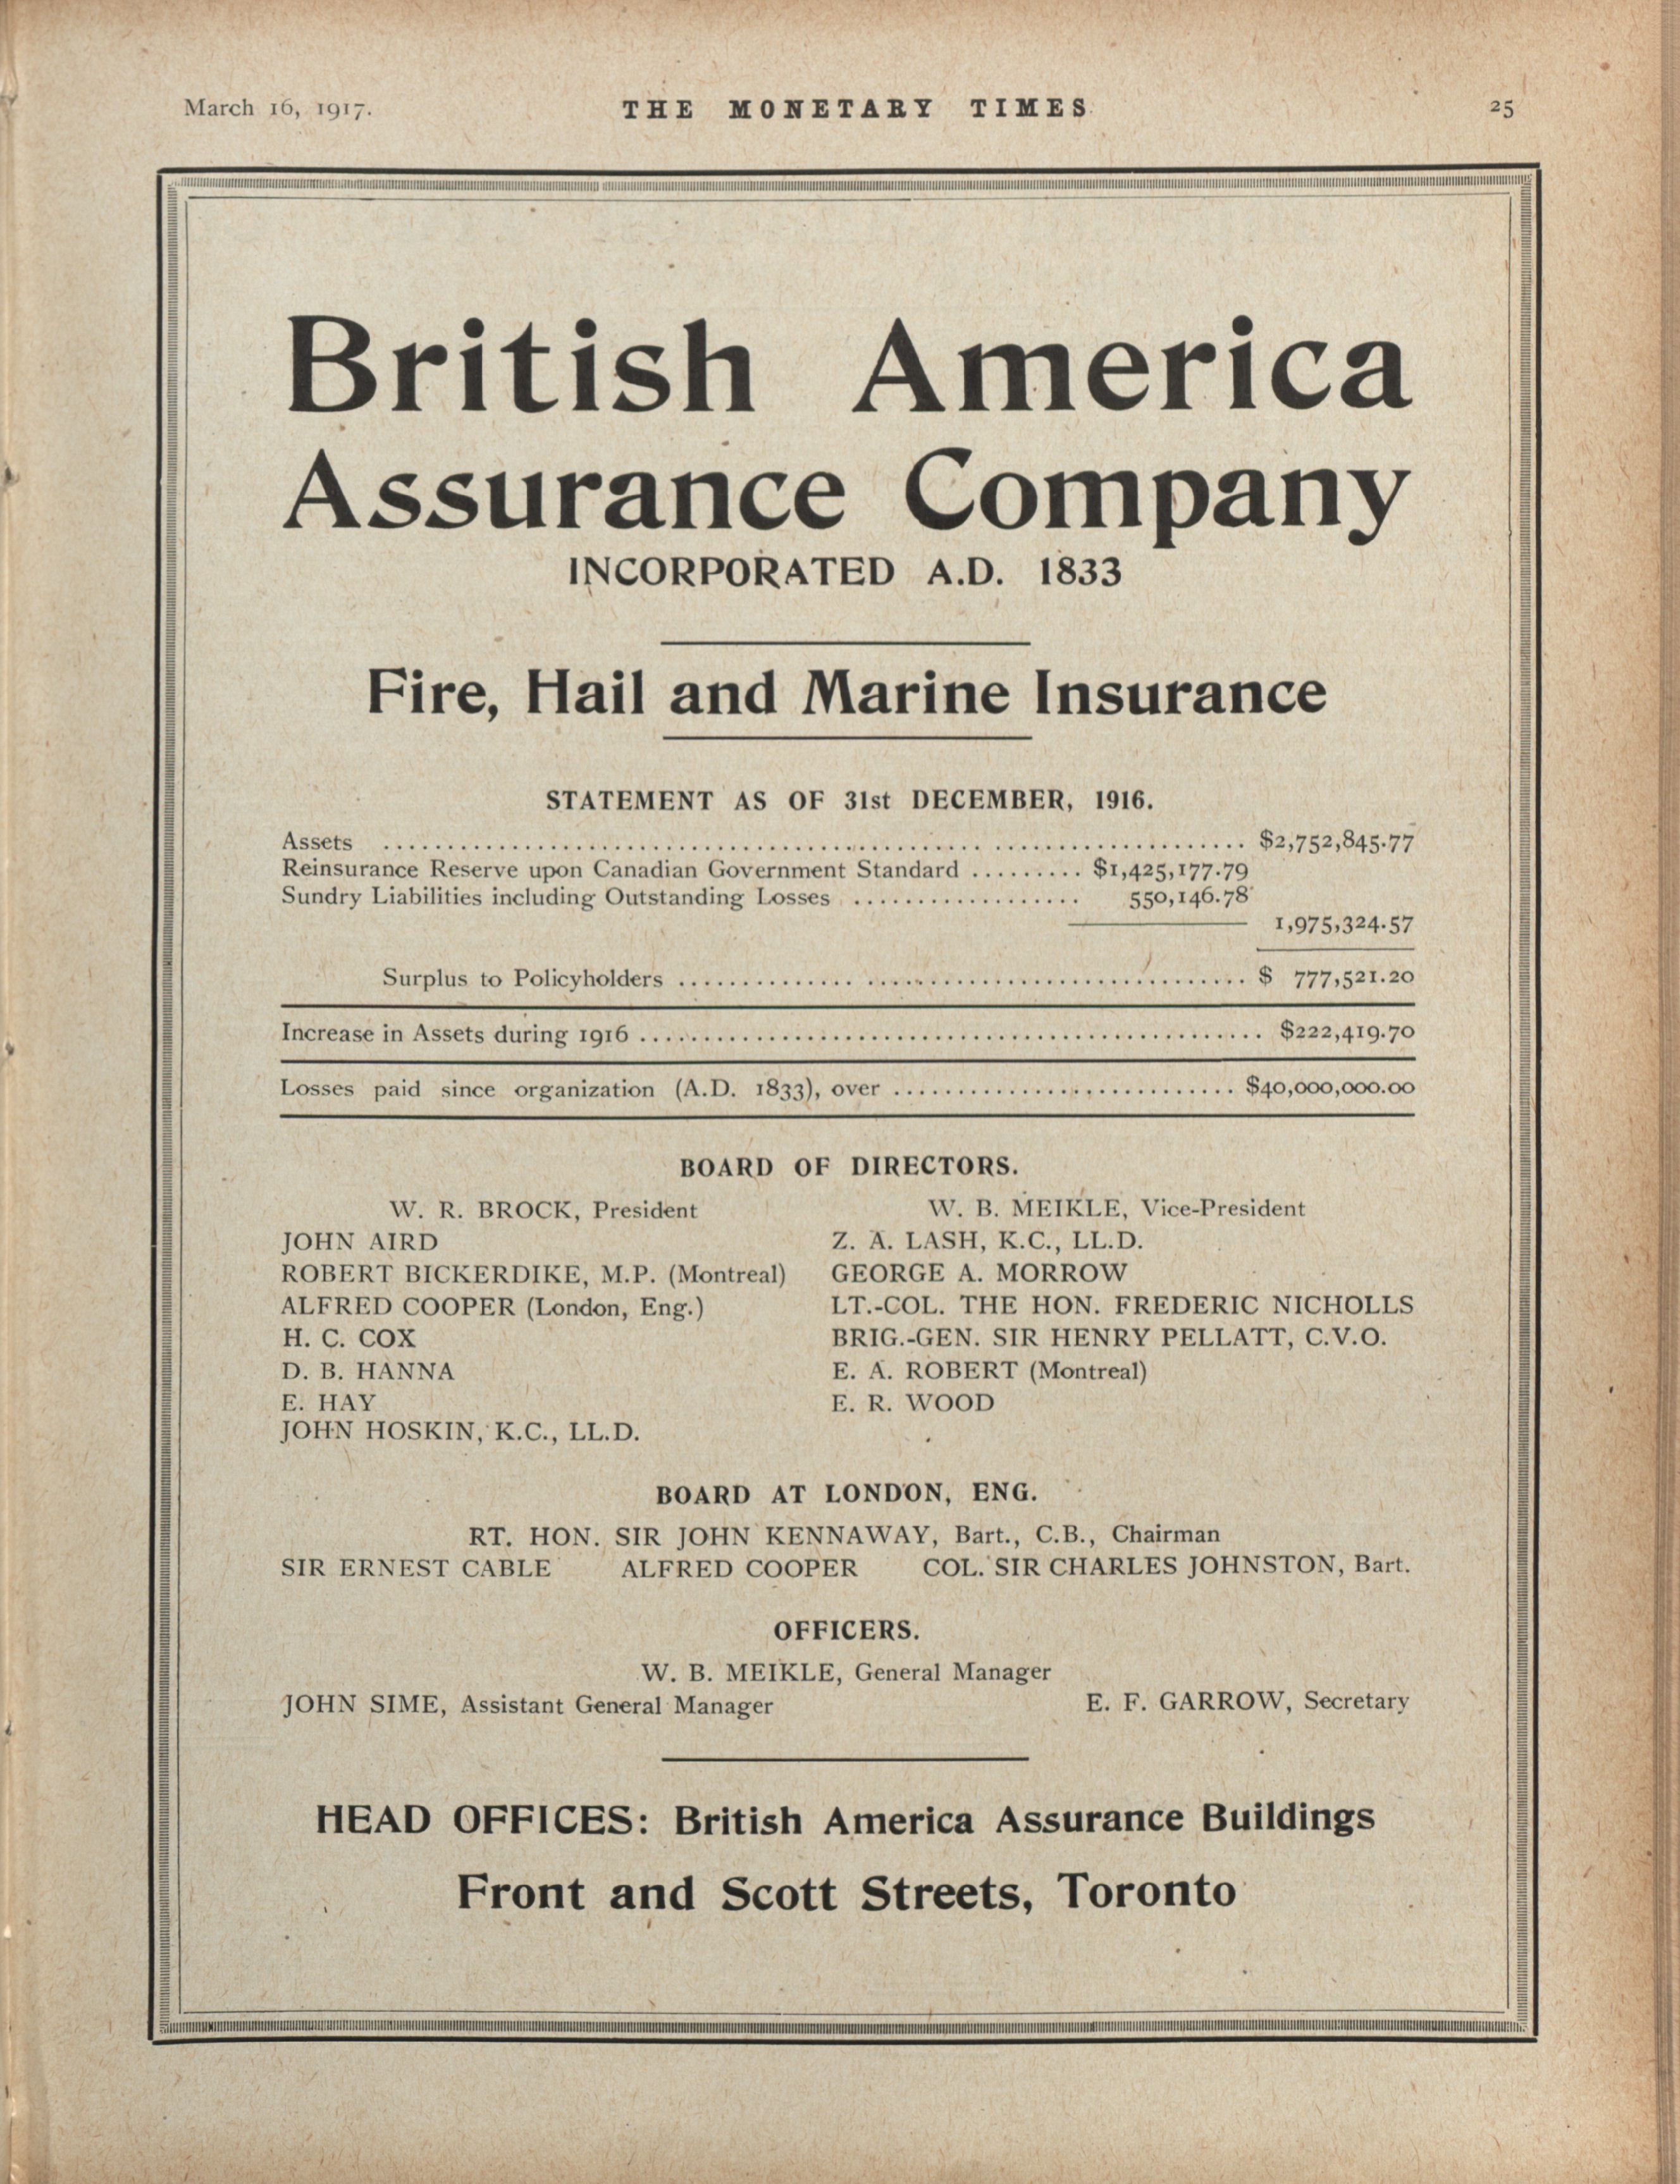 March 16, 1917.
THE MONETARY TIMES
25
British America
Assurance Company
INCORPORATED A.D. 1833
Fire, Hail and Marine Insurance
STATEMENT AS OF 31st DECEMBER, 1916.
Assets ........................................................................ $2,752,845.77
Reinsurance Reserve upon Canadian Government Standard ......... $1,425,177.79
Sundry Liabilities including Outstanding Losses .................. 550,146.78
1,975,324.57
Surplus to Policyholders ............................................ $ 777,521.20
Increase in Assets during 1916 ................................................. $222,419.70
Losses paid since organization (A.D. 1833), over ........................... $40,000,000.00
BOARD OF DIRECTORS.
W. R. BROCK, President
JOHN AIRD
ROBERT BICKERDIKE, M.P. (Montreal)
ALFRED COOPER (London, Eng.)
H. C. COX
D. B. HANNA
E. HAY
JOHN HOSKIN, K.C., LL.D.
W. B. MEIKLE, Vice-President
Z. A. LASH, K.C., LL.D.
GEORGE A. MORROW
LT.-COL. THE HON. FREDERIC NICHOLLS
BRIG.-GEN. SIR HENRY PELLATT, C.V.O.
E. A. ROBERT (Montreal)
E. R. WOOD
BOARD AT LONDON, ENG.
RT. HON. SIR JOHN KENNAWAY, Bart., C.B., Chairman
SIR ERNEST CABLE ALFRED COOPER COL. SIR CHARLES JOHNSTON, Bart.
OFFICERS.
W. B. MEIKLE, General Manager
JOHN SIME, Assistant General Manager E. F. GARROW, Secretary
HEAD OFFICES: British America Assurance Buildings
Front and Scott Streets, Toronto